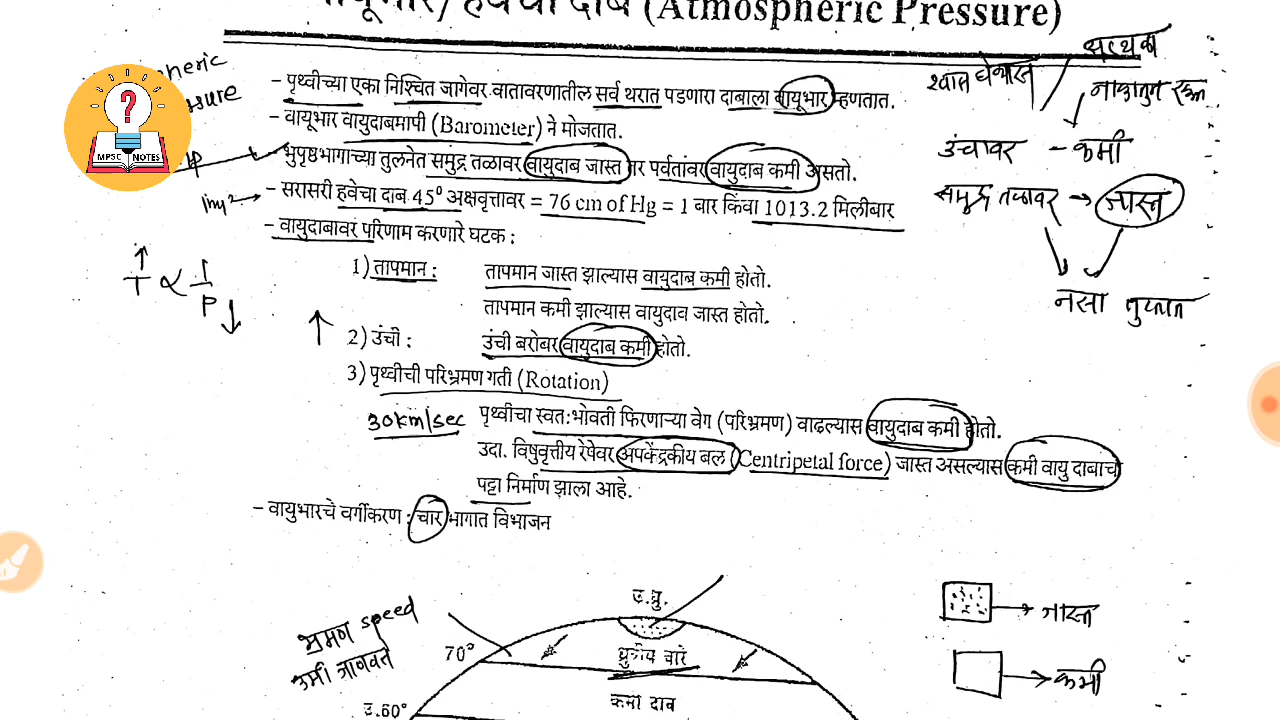 हवेचा दाब (Atmospheric Pressure)
- पृथ्वीच्या एका निश्चित जागेवर वातावरणातील सर्व थरात पडणारा दाबाला वायूभार म्हणतात.
- वायूभार वायुदाबमापी (Barometer) ने मोजतात.
भुपृष्ठभागाच्या तुलनेत समुंद्र तळावर वायुदाब जास्त तर पर्वतांवर वायुदाब कमी असतो.
- सरासरी हवेचा दाब 45° अक्षवृत्तावर = 76 cm of Hg = 1 बार किंवा 1013.2 मिलीबार
- वायुदाबावर परिणाम करणारे घटक :
1) तापमान : तापमान जास्त झाल्यास वायुदाब कमी होतो.
तापमान कमी झाल्यास वायुदाव जास्त होतो.
2) उंची : उंची बरोबर वायुदाब कमी होतो.
3) पृथ्वीची परिभ्रमण गती (Rotation)
30km/sec पृथ्वीचा स्वत:भोवती फिरणाऱ्या वेग (परिभ्रमण) वाढल्यास वायुदाब कमी होतो.
उदा. विषुवृत्तीय रेषेवर अपकेंद्रकीय बल (Centripetal force) जास्त असल्यास कमी वायु दाबाचा
पट्टा निर्माण झाला आहे.
- वायुभारचे वर्गीकरण : चार भागात विभाजन
MPSC NOTES
उंचावर - कमी
समुद्र तळावर → जास्त
T ∝ 1/P
भ्रमण speed
उ.ध्रु.
70° ध्रुवीय वारे
कमी दाव
उ.60°
→ जास्त
→ कमी